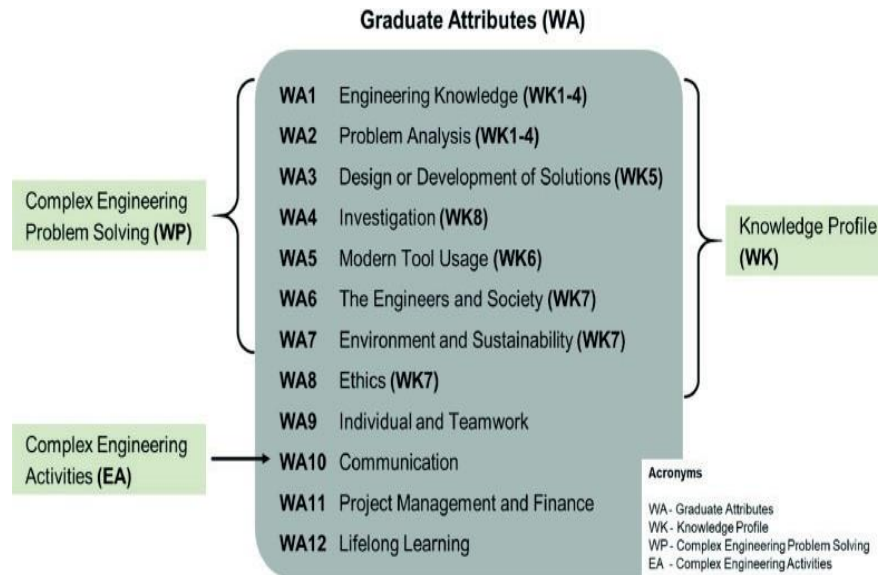 Graduate Attributes (WA)
WA1 Engineering Knowledge (WK1-4)
WA2 Problem Analysis (WK1-4)
WA3 Design or Development of Solutions (WK5)
WA4 Investigation (WK8)
WA5 Modern Tool Usage (WK6)
WA6 The Engineers and Society (WK7)
WA7 Environment and Sustainability (WK7)
WA8 Ethics (WK7)
WA9 Individual and Teamwork
WA10 Communication
WA11 Project Management and Finance
WA12 Lifelong Learning
Complex Engineering
Problem Solving (WP)
Complex Engineering
Activities (EA)
Knowledge Profile
(WK)
Acronyms
WA - Graduate Attributes
WK - Knowledge Profile
WP - Complex Engineering Problem Solving
EA - Complex Engineering Activities